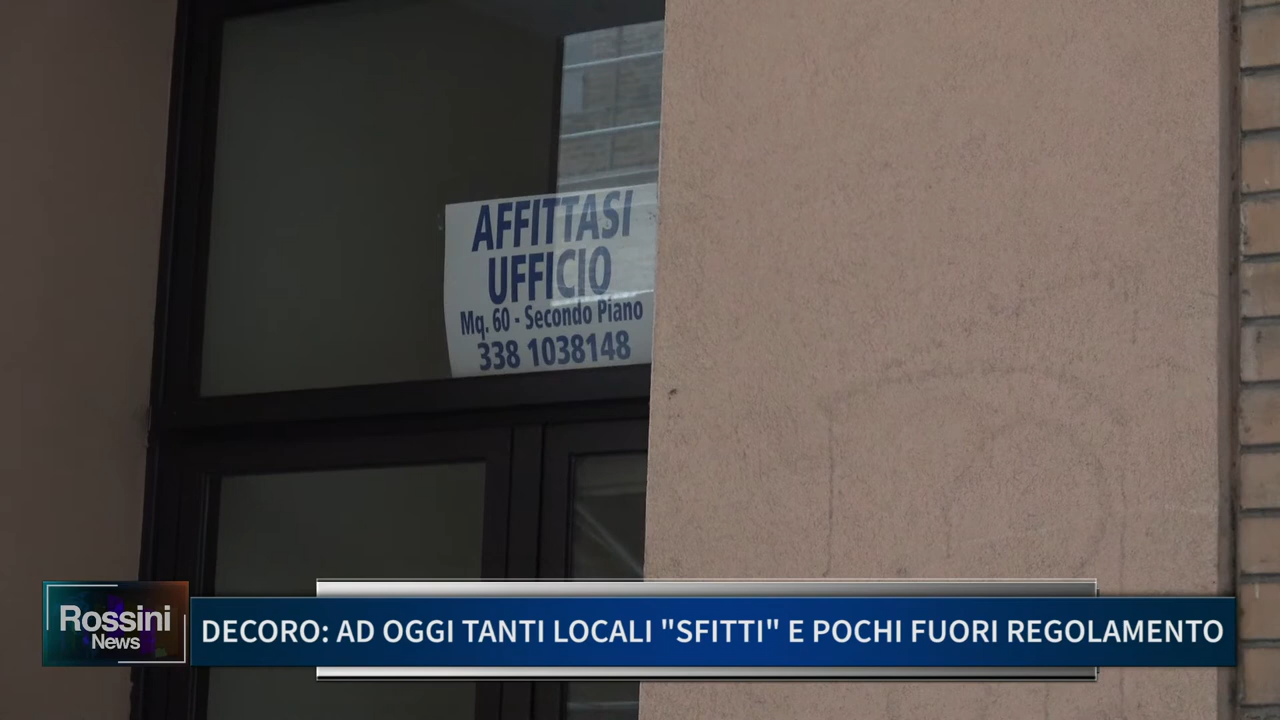 AFFITTASI
UFFICIO
Mq. 60 - Secondo Piano
338 1038148
Rossini
News
DECORO: AD OGGI TANTI LOCALI "SFITTI" E POCHI FUORI REGOLAMENTO